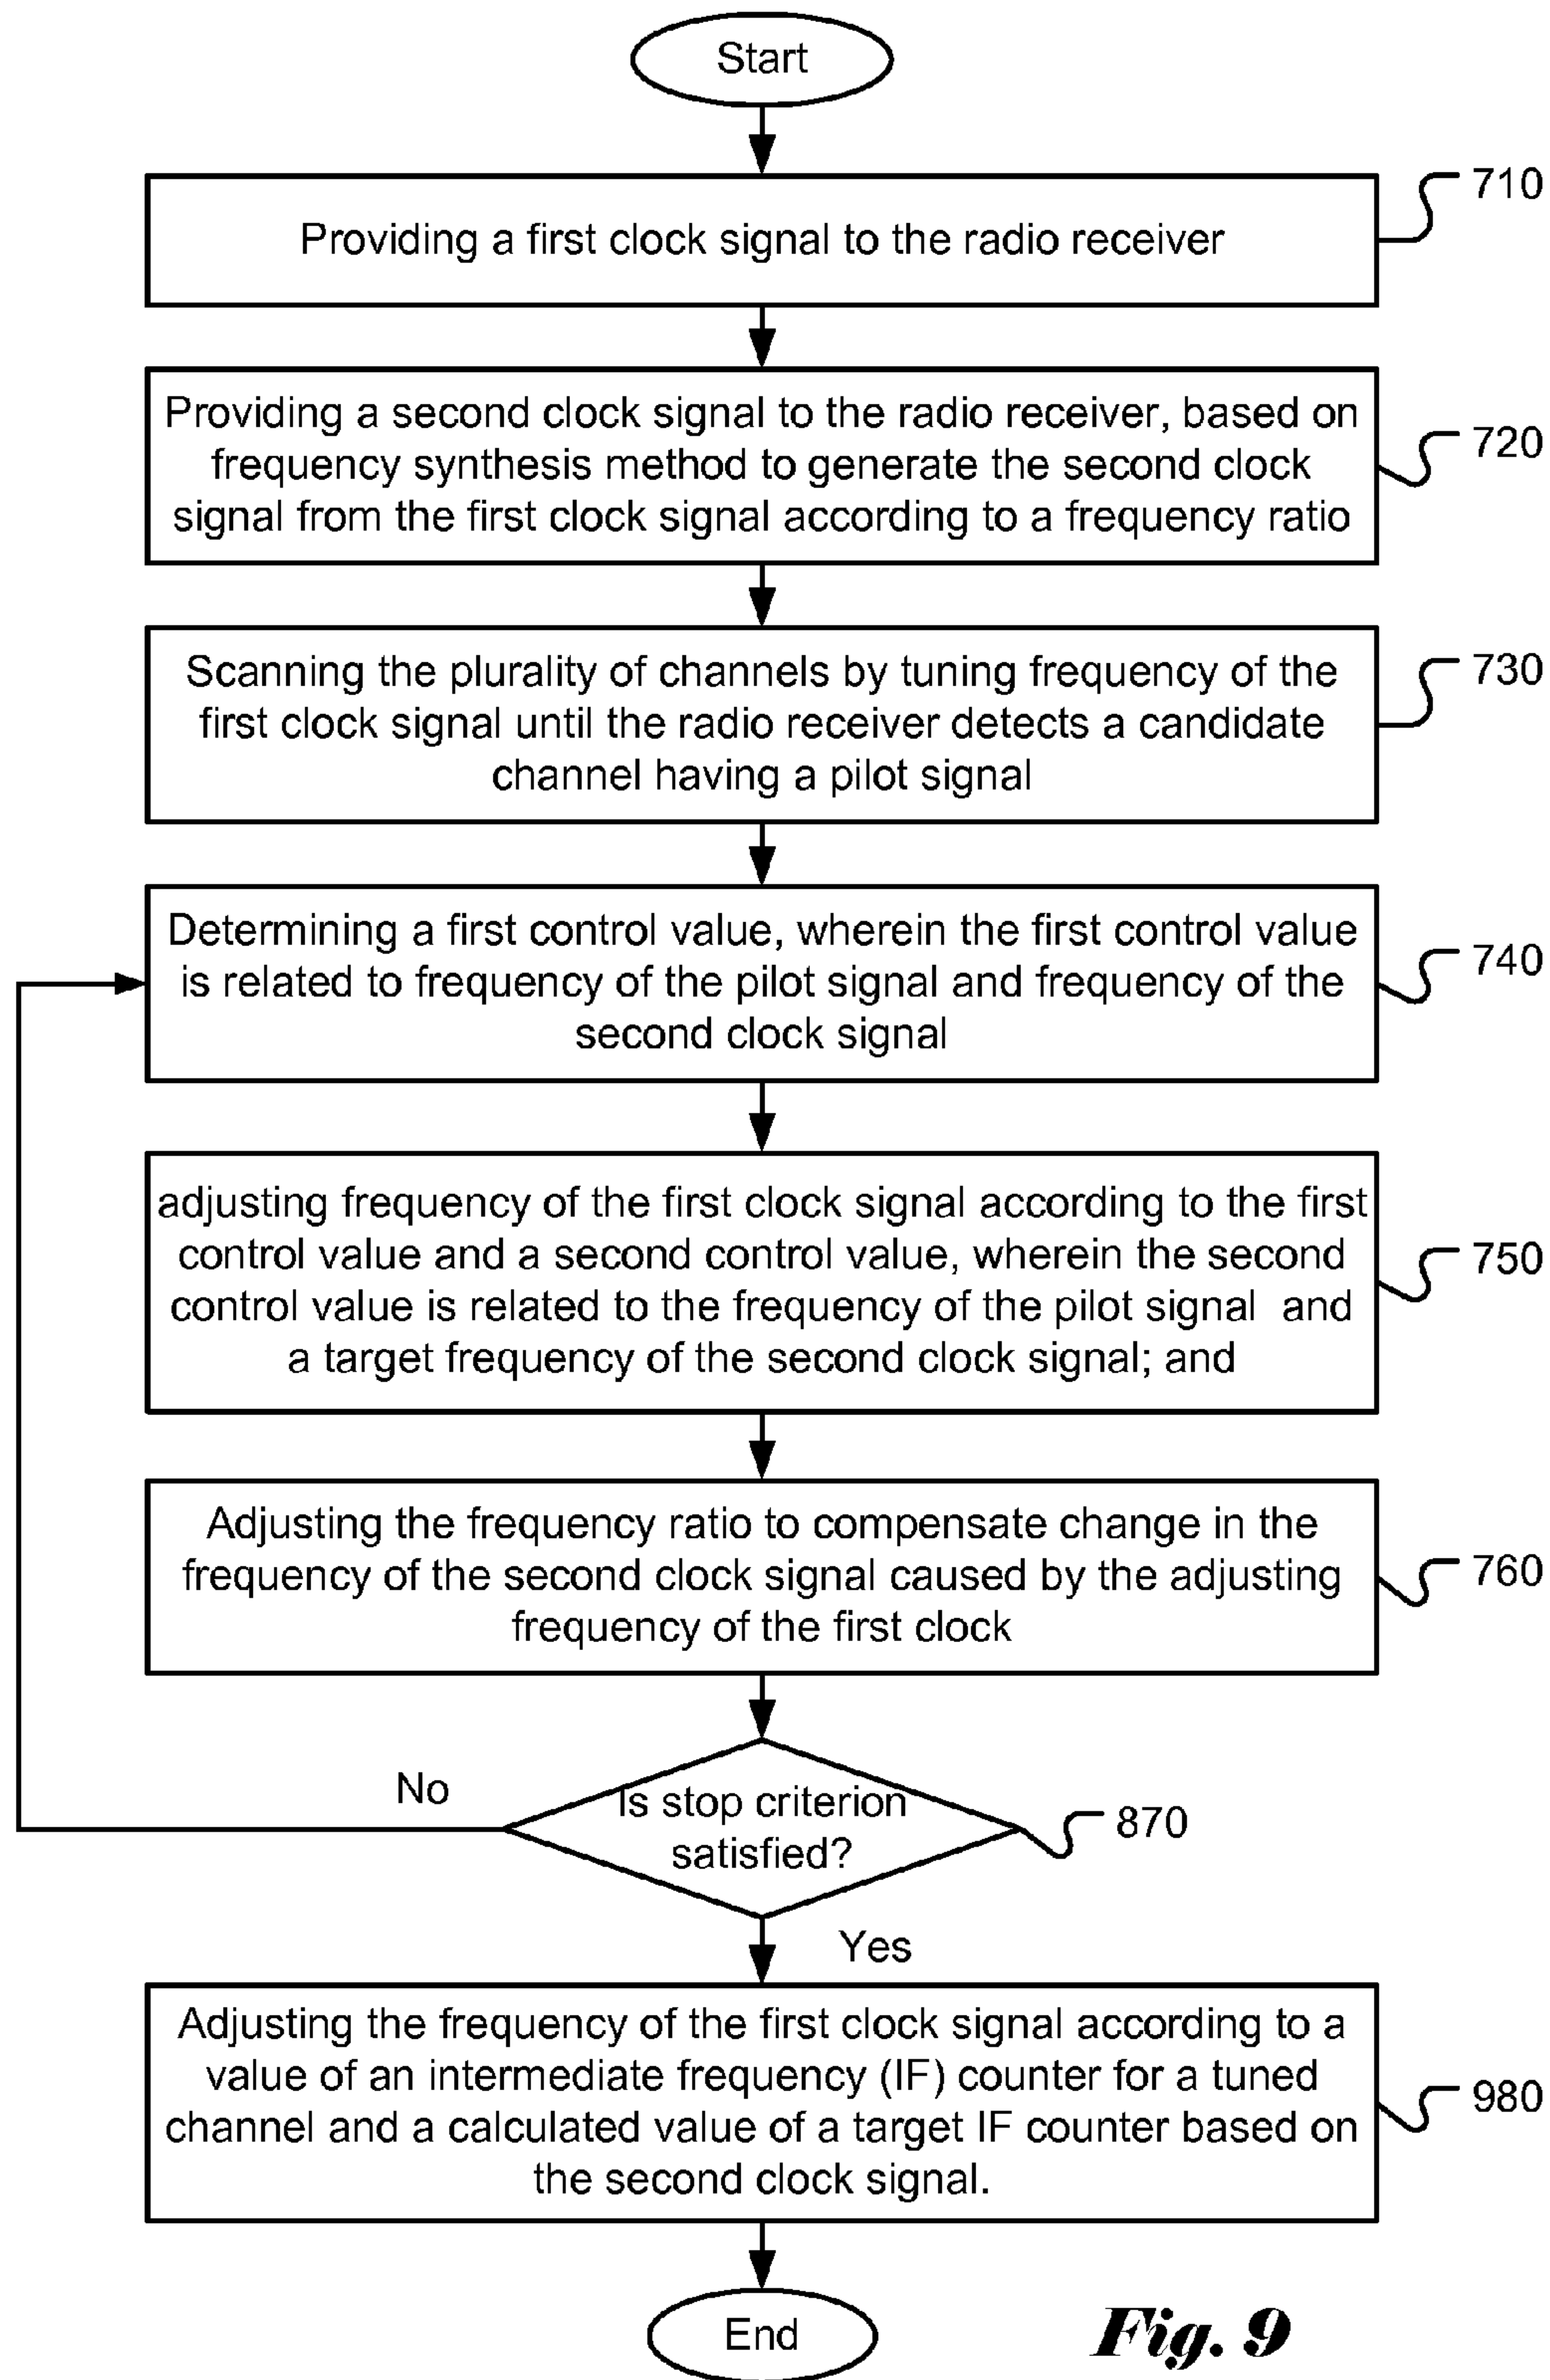 Start
710
Providing a first clock signal to the radio receiver
Providing a second clock signal to the radio receiver, based on
frequency synthesis method to generate the second clock
signal from the first clock signal according to a frequency ratio
720
Scanning the plurality of channels by tuning frequency of the
first clock signal until the radio receiver detects a candidate
channel having a pilot signal
730
Determining a first control value, wherein the first control value
is related to frequency of the pilot signal and frequency of the
second clock signal
740
adjusting frequency of the first clock signal according to the first
control value and a second control value, wherein the second
control value is related to the frequency of the pilot signal and
a target frequency of the second clock signal; and
750
Adjusting the frequency ratio to compensate change in the
frequency of the second clock signal caused by the adjusting
frequency of the first clock
760
No
Is stop criterion
satisfied?
870
Yes
Adjusting the frequency of the first clock signal according to a
value of an intermediate frequency (IF) counter for a tuned
channel and a calculated value of a target IF counter based on
the second clock signal.
980
End
Fig. 9